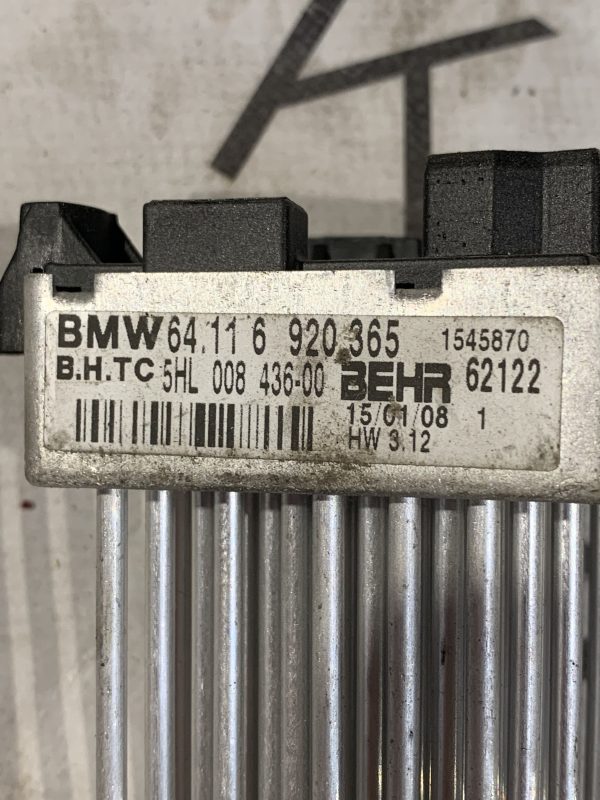 K
BMW 64.11 6 920 365 1545870
B.H.TC 5HL 008 436-00 BEHR 62122
15/01/08 1
HW 3.12